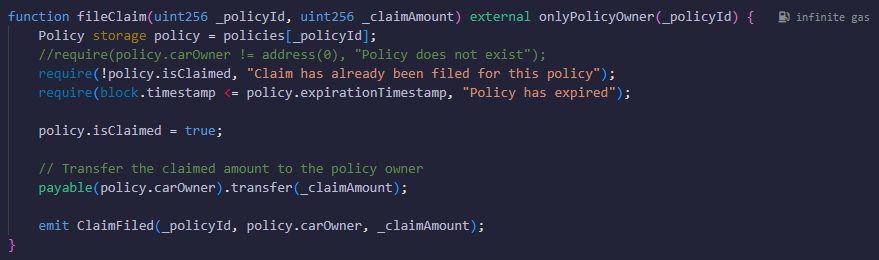 function fileClaim(uint256 _policyId, uint256 _claimAmount) external onlyPolicyOwner(_policyId) { infinite gas
    Policy storage policy = policies[_policyId];
    //require(policy.carOwner != address(0), "Policy does not exist");
    require(!policy.isClaimed, "Claim has already been filed for this policy");
    require(block.timestamp <= policy.expirationTimestamp, "Policy has expired");

    policy.isClaimed = true;

    // Transfer the claimed amount to the policy owner
    payable(policy.carOwner).transfer(_claimAmount);

    emit ClaimFiled(_policyId, policy.carOwner, _claimAmount);
}